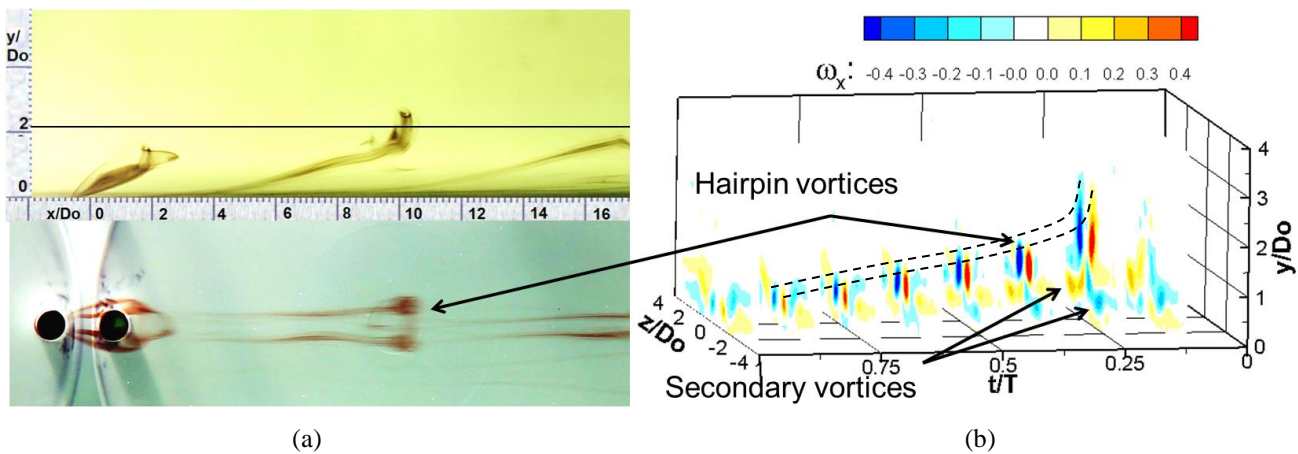 y/
Do
2
0
x/Do 0 2 4 6 8 10 12 14 16
ωx: -0.4 -0.3 -0.2 -0.1 -0.0 0.0 0.1 0.2 0.3 0.4
Hairpin vortices
Secondary vortices
4
3
2
1
0
y/Do
4
2
0
-2
-4
z/Do
1 0.75 0.5 0.25 0
t/T
(a)
(b)